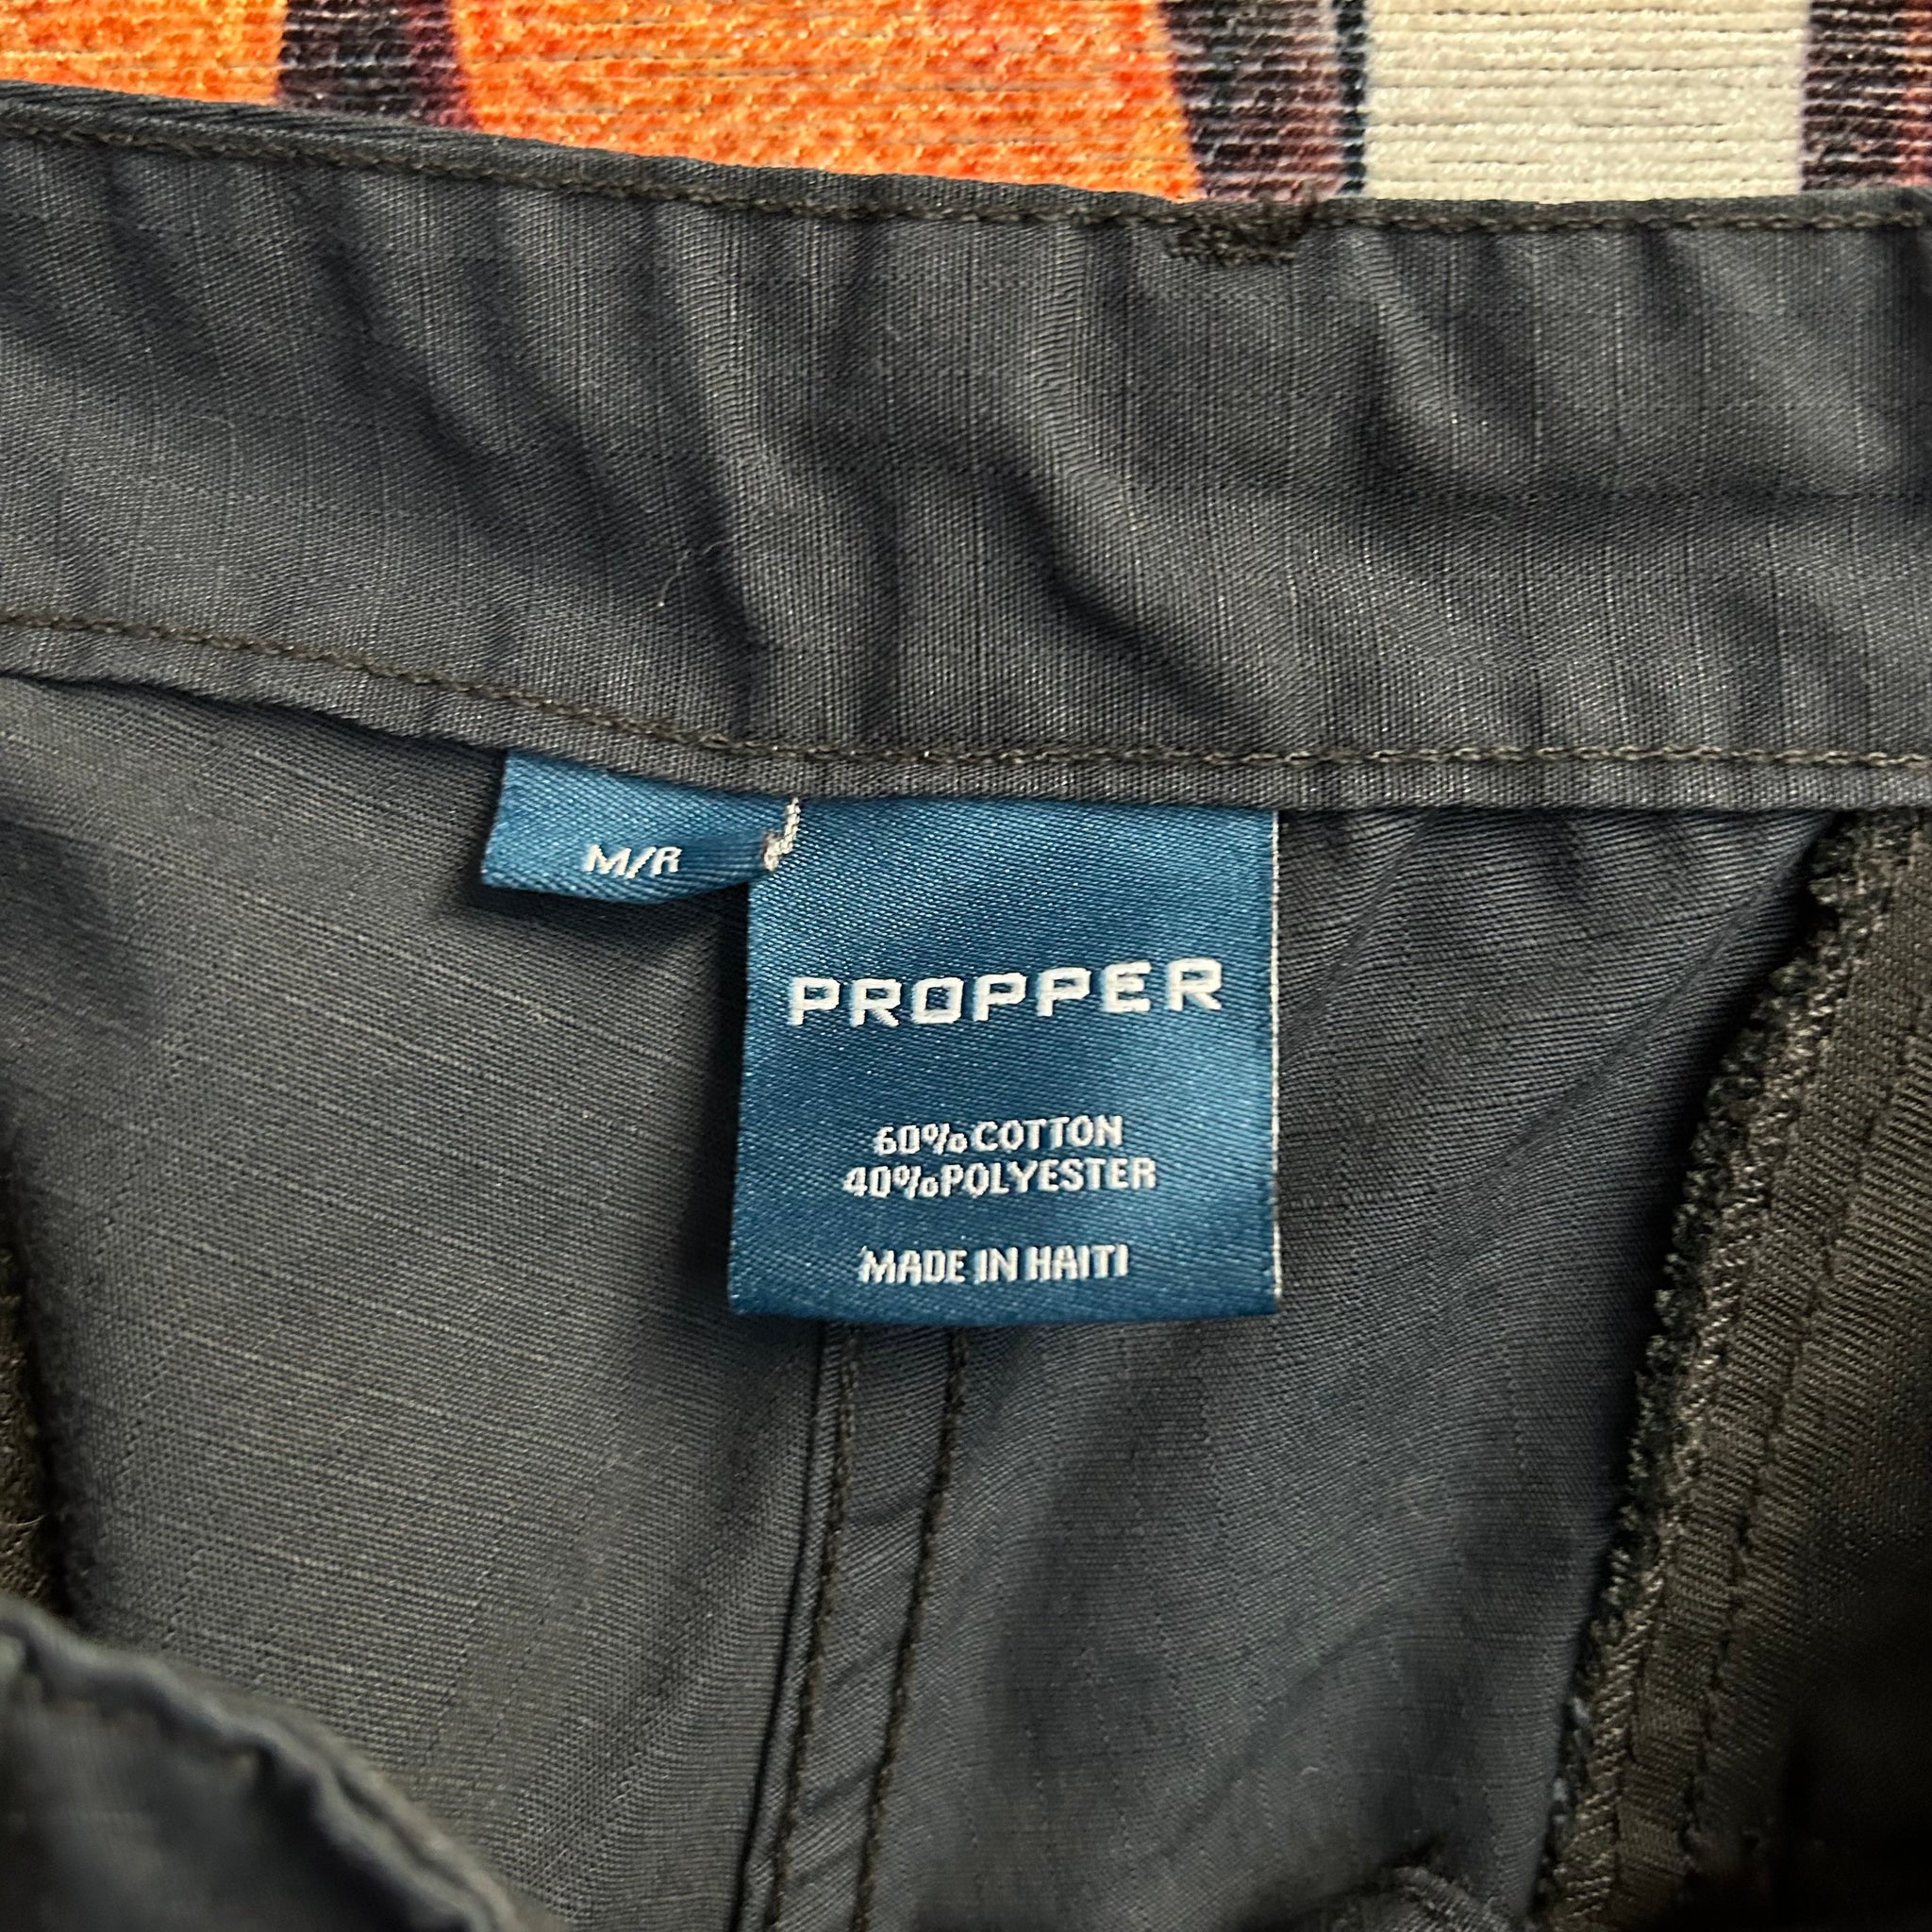 M/R
PROPPER
60% COTTON
40% POLYESTER
MADE IN HAITI